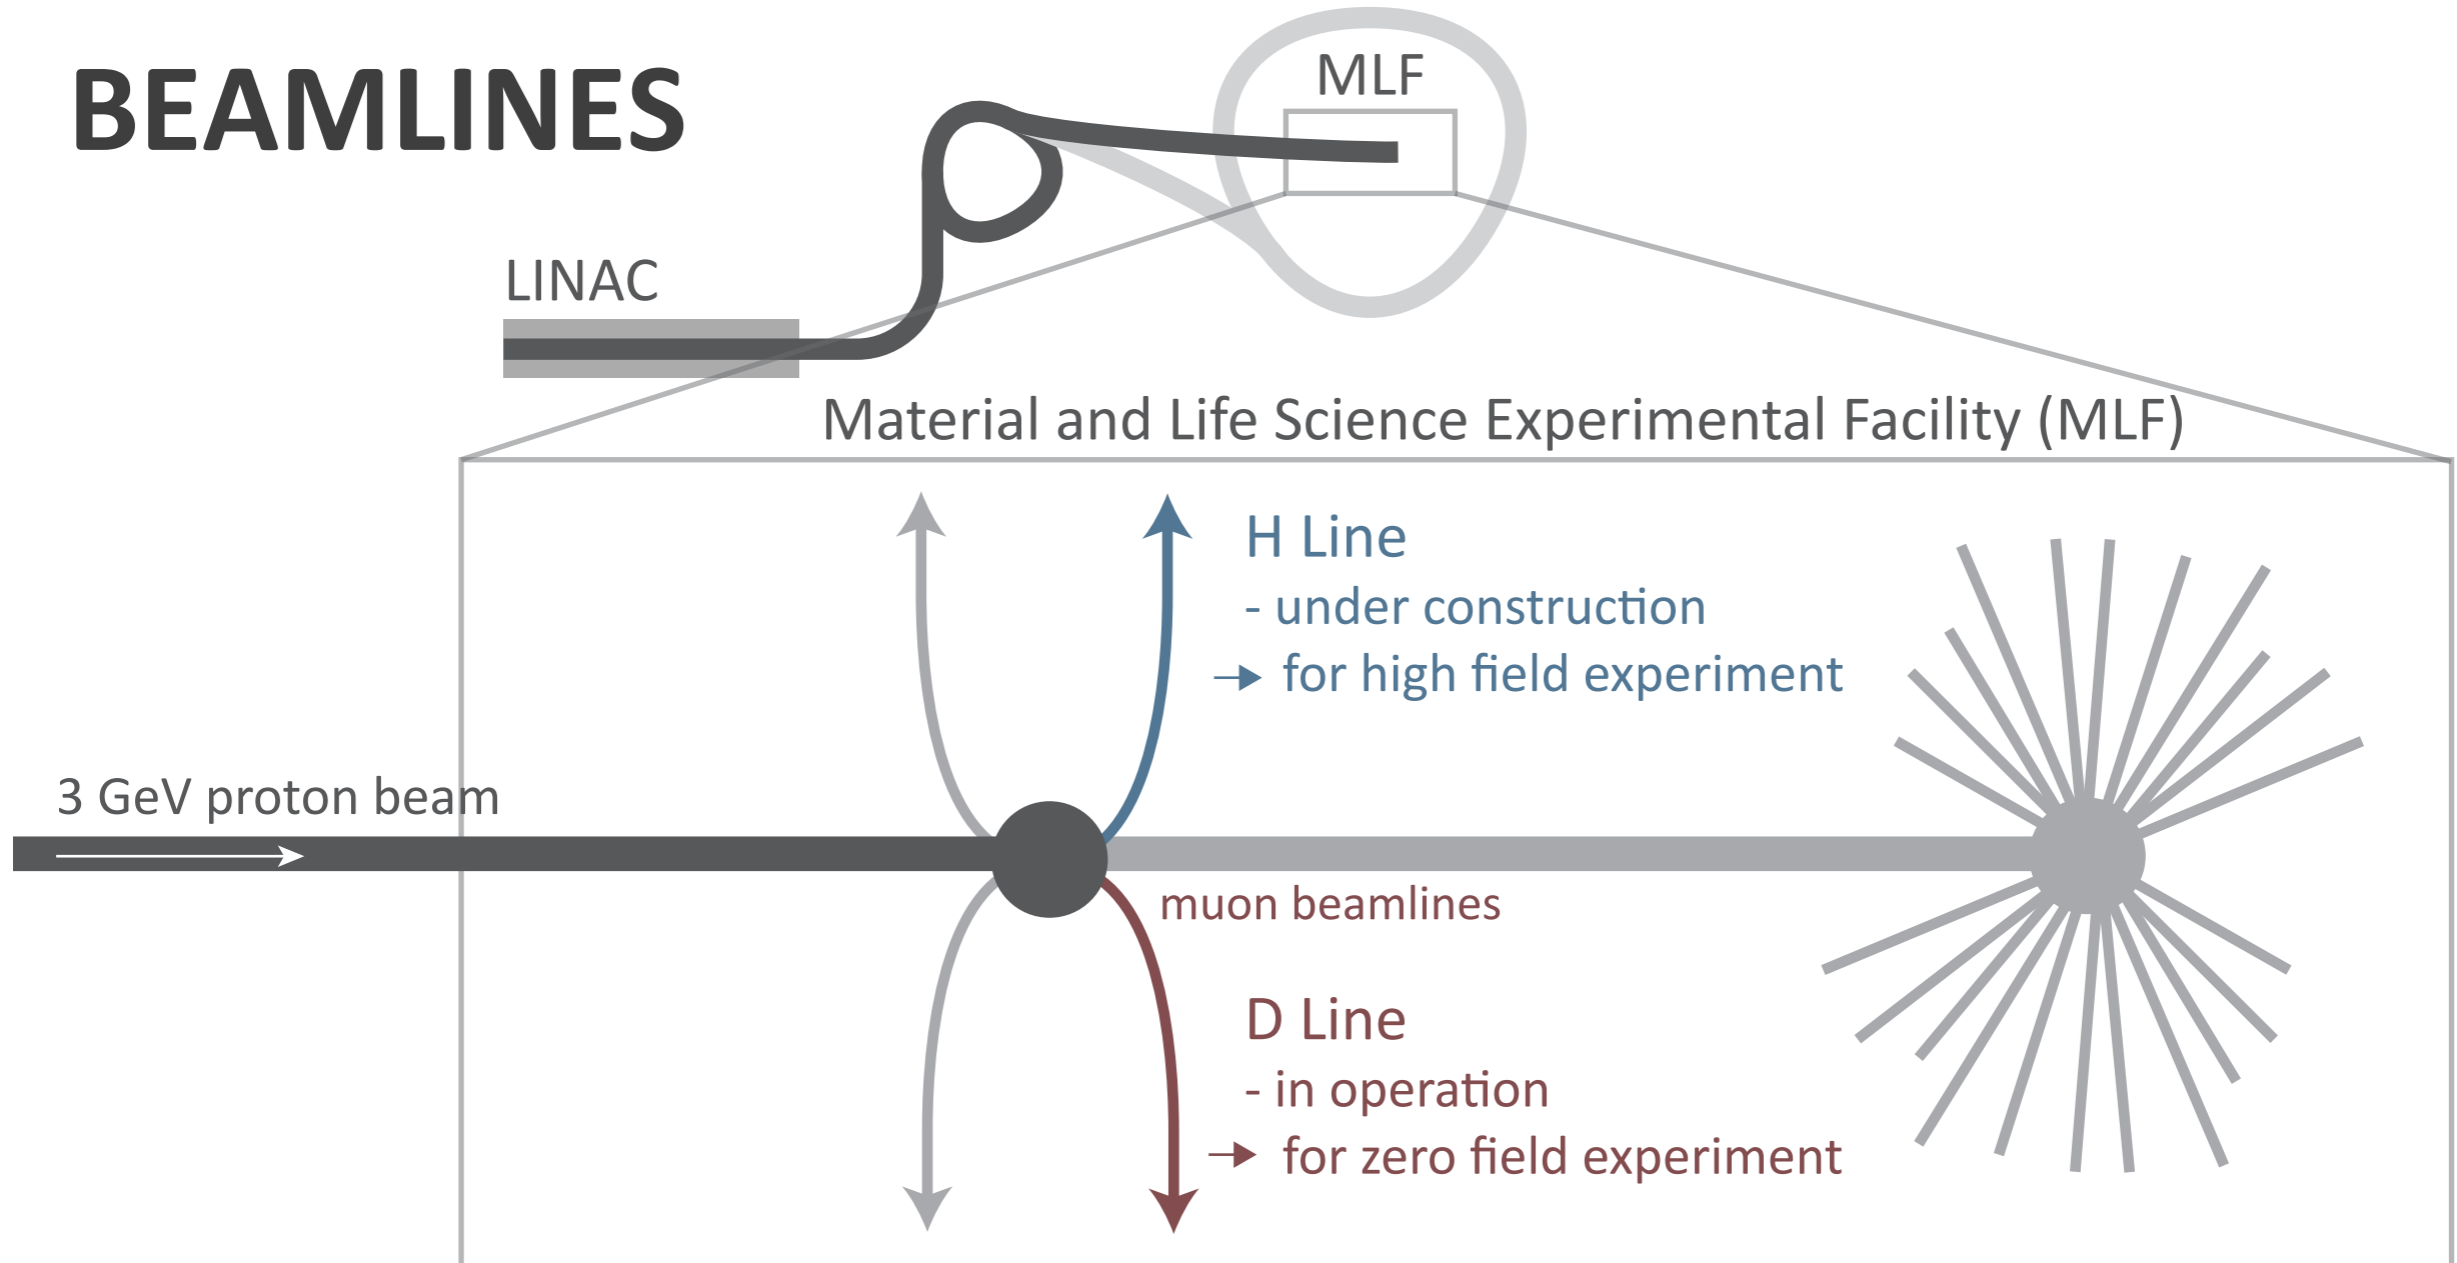 BEAMLINES
MLF
LINAC
Material and Life Science Experimental Facility (MLF)
H Line
- under construction
→ for high field experiment
3 GeV proton beam
muon beamlines
D Line
- in operation
→ for zero field experiment